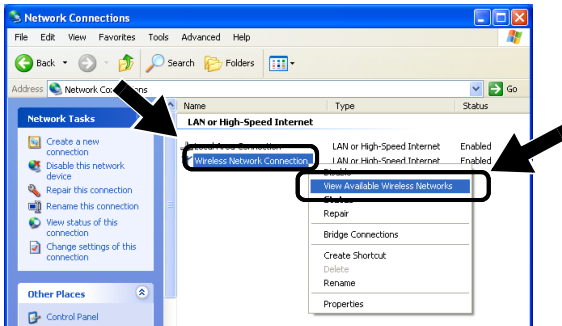 Network Connections
File Edit View Favorites Tools Advanced Help
Back Search Folders
Address Network Connections Go
Name Type Status
Network Tasks
LAN or High-Speed Internet
Create a new
connection
Local Area Connection LAN or High-Speed Internet Enabled
Wireless Network Connection LAN or High-Speed Internet Enabled
Disable this network
device
Disable
View Available Wireless Networks
Status
Repair this connection
Repair
Rename this connection
View status of this
connection
Bridge Connections
Change settings of this
connection
Create Shortcut
Delete
Rename
Other Places
Properties
Control Panel